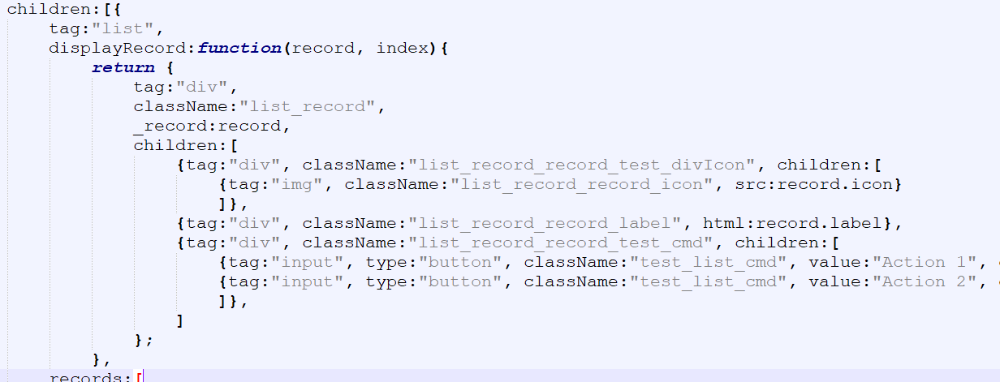 children:[{
tag:"list",
displayRecord:function(record, index){
return {
tag:"div",
className:"list_record",
_record:record,
children:[
{tag:"div", className:"list_record_record_test_divIcon", children:[
{tag:"img", className:"list_record_record_icon", src:record.icon}
]},
{tag:"div", className:"list_record_record_label", html:record.label},
{tag:"div", className:"list_record_record_test_cmd", children:[
{tag:"input", type:"button", className:"test_list_cmd", value:"Action 1",
{tag:"input", type:"button", className:"test_list_cmd", value:"Action 2",
]},
]
};
},
records:[